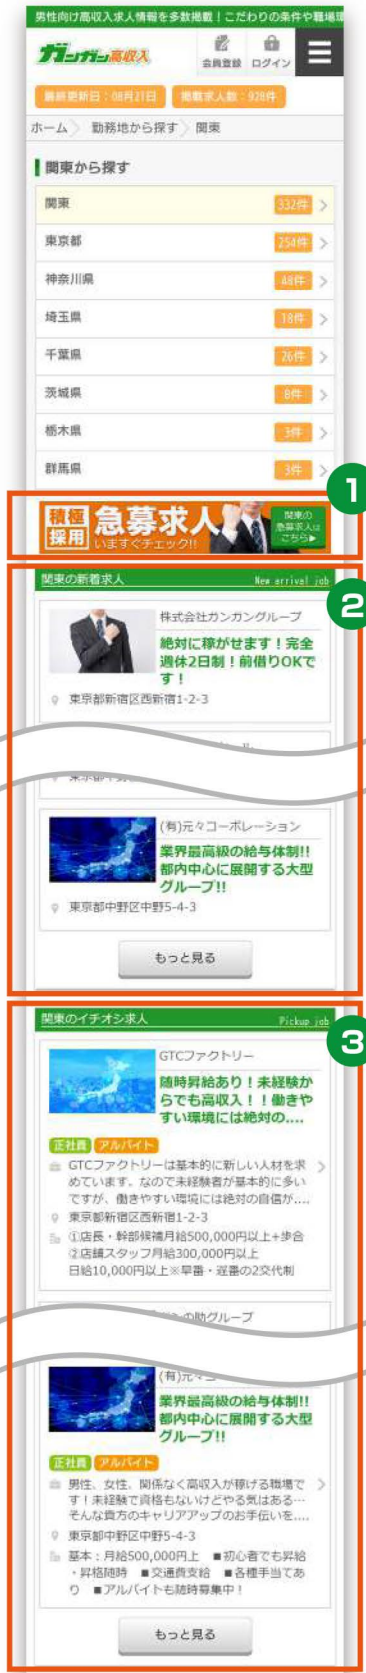 男性向け高収入求人情報を多数掲載！こだわりの条件や職場環
ガンガン高収入
会員登録 ログイン
最終更新日：08月21日 掲載求人数：928件
ホーム 勤務地から探す 関東
関東から探す
関東 332件
東京都 254件
神奈川県 48件
埼玉県 18件
千葉県 26件
茨城県 8件
栃木県 3件
群馬県 3件
1
積極採用 急募求人
いますぐチェック!!
関東の
急募求人は
こちら▶
2
関東の新着求人 New arrival job
株式会社ガンガングループ
絶対に稼がせます！完全
週休2日制！前借りOKで
す！
東京都新宿区西新宿1-2-3
(有)元々コーポレーション
業界最高級の給与体制!!
都内中心に展開する大型
グループ!!
東京都中野区中野5-4-3
もっと見る
3
関東のイチオシ求人 Pickup job
GTCファクトリー
随時昇給あり！未経験か
らでも高収入！！働きや
すい環境には絶対の....
正社員 アルバイト
GTCファクトリーは基本的に新しい人材を求
めています。なので未経験者が基本的に多い
ですが、働きやすい環境には絶対の自信が....
東京都新宿区西新宿1-2-3
①店長・幹部候補月給500,000円以上+歩合
②店舗スタッフ月給300,000円以上
日給10,000円以上※早番・遅番の2交代制
の助グループ
(有)元々コー
業界最高級の給与体制!!
都内中心に展開する大型
グループ!!
正社員 アルバイト
男性、女性、関係なく高収入が稼げる職場で
す！未経験で資格もないけどやる気はある…
そんな貴方のキャリアアップのお手伝いを....
東京都中野区中野5-4-3
基本：月給500,000円上 ■初心者でも昇給
・昇格随時 ■交通費支給 ■各種手当てあ
り ■アルバイトも随時募集中！
もっと見る